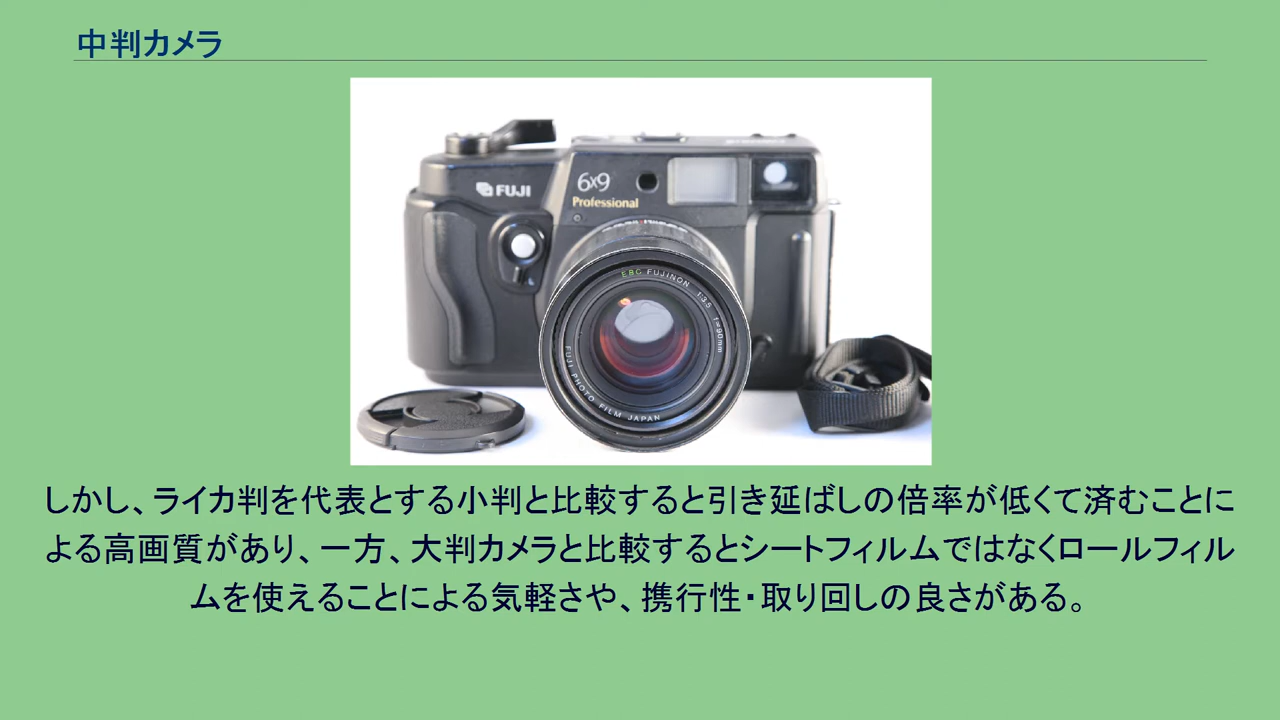 中判カメラ
FUJI
6x9
Professional
EBC FUJINON 1:3.5 f=90mm
FUJI PHOTO FILM JAPAN
しかし、ライカ判を代表とする小判と比較すると引き延ばしの倍率が低くて済むことに
よる高画質があり、一方、大判カメラと比較するとシートフィルムではなくロールフィル
ムを使えることによる気軽さや、携行性・取り回しの良さがある。